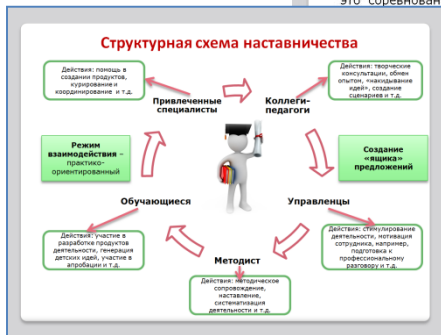 это соревнован
Структурная схема наставничества
Действия: помощь в
создании продуктов,
курирование и
координирование и т.д.
Действия: творческие
консультации, обмен
опытом, «накидывание
идей», создание
сценариев и т.д.
Привлеченные
специалисты
Коллеги-
педагоги
Режим
взаимодействия –
практико-
ориентированный
Создание
«ящика»
предложений
Обучающиеся
Управленцы
Действия: участие в
разработке продуктов
деятельности, генерация
детских идей, участие в
апробации и т.д.
Действия: стимулирование
деятельности, мотивация
сотрудника, например,
подготовка к
профессиональному
разговору и т.д.
Методист
Действия: методическое
сопровождение,
наставление,
систематизация
деятельности и т.д.